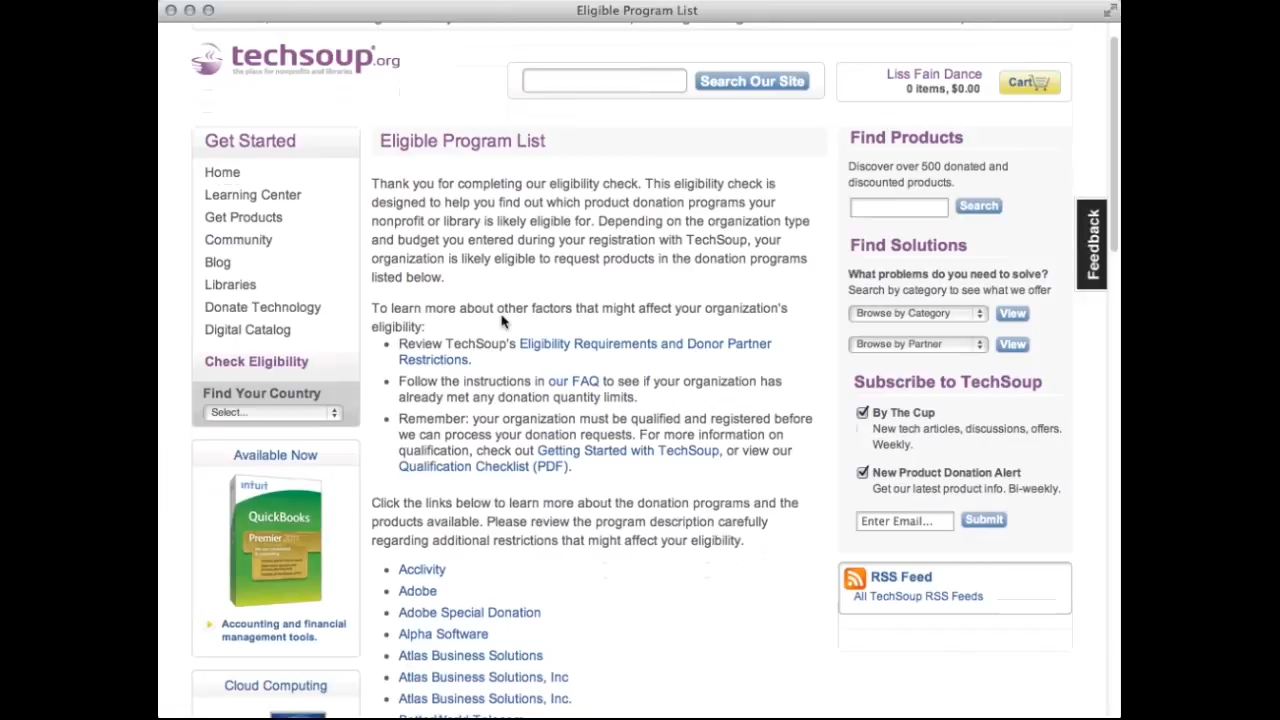 Eligible Program List
techsoup.org
the place for nonprofits and libraries
Search Our Site
Liss Fain Dance
0 items, $0.00
Cart
Get Started
Home
Learning Center
Get Products
Community
Blog
Libraries
Donate Technology
Digital Catalog
Check Eligibility
Find Your Country
Select...
Available Now
intuit
QuickBooks
Premier 2011
Accounting and financial
management tools.
Cloud Computing
Eligible Program List
Thank you for completing our eligibility check. This eligibility check is
designed to help you find out which product donation programs your
nonprofit or library is likely eligible for. Depending on the organization type
and budget you entered during your registration with TechSoup, your
organization is likely eligible to request products in the donation programs
listed below.
To learn more about other factors that might affect your organization's
eligibility:
• Review TechSoup's Eligibility Requirements and Donor Partner
Restrictions.
• Follow the instructions in our FAQ to see if your organization has
already met any donation quantity limits.
• Remember: your organization must be qualified and registered before
we can process your donation requests. For more information on
qualification, check out Getting Started with TechSoup, or view our
Qualification Checklist (PDF).
Click the links below to learn more about the donation programs and the
products available. Please review the program description carefully
regarding additional restrictions that might affect your eligibility.
• Acclivity
• Adobe
• Adobe Special Donation
• Alpha Software
• Atlas Business Solutions
• Atlas Business Solutions, Inc
• Atlas Business Solutions, Inc.
Find Products
Discover over 500 donated and
discounted products.
Search
Find Solutions
What problems do you need to solve?
Search by category to see what we offer
Browse by Category
View
Browse by Partner
View
Subscribe to TechSoup
By The Cup
New tech articles, discussions, offers.
Weekly.
New Product Donation Alert
Get our latest product info. Bi-weekly.
Enter Email...
Submit
RSS Feed
All TechSoup RSS Feeds
Feedback